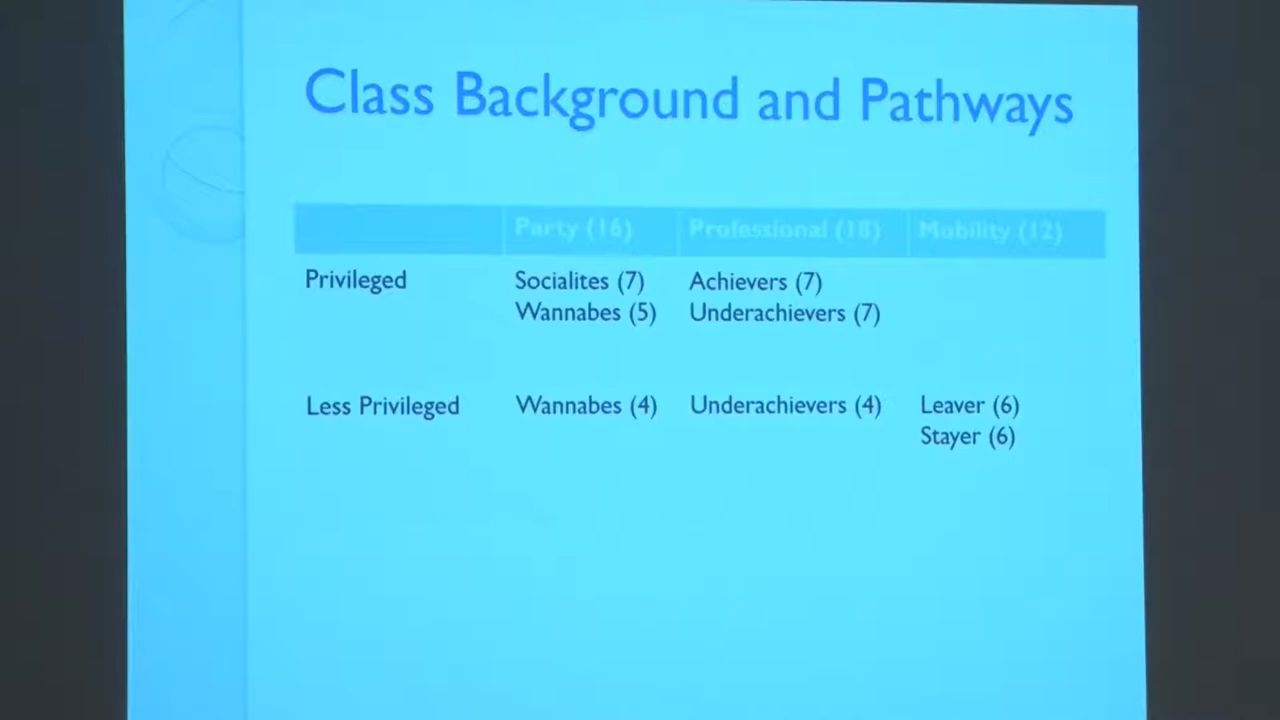 Class Background and Pathways
Party (16) Professional (18) Mobility (12)
Privileged Socialites (7) Achievers (7)
Wannabes (5) Underachievers (7)
Less Privileged Wannabes (4) Underachievers (4) Leaver (6)
Stayer (6)